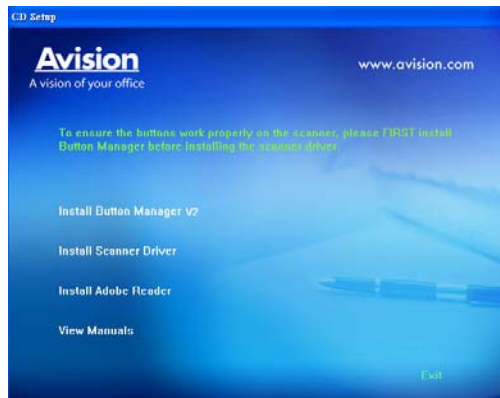 CD Setup
Avision
A vision of your office
www.avision.com
To ensure the buttons work properly on the scanner, please FIRST install
Button Manager before installing the scanner driver.
Install Button Manager V2
Install Scanner Driver
Install Adobe Reader
View Manuals
Exit